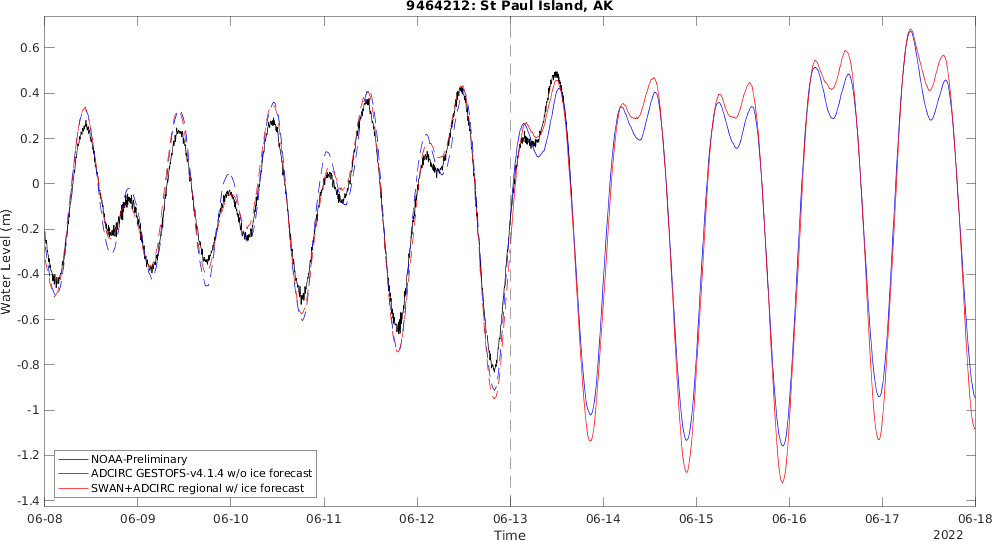 9464212: St Paul Island, AK
Water Level (m)
0.6
0.4
0.2
0
-0.2
-0.4
-0.6
-0.8
-1
-1.2
-1.4
NOAA-Preliminary
ADCIRC GESTOFS-v4.1.4 w/o ice forecast
SWAN+ADCIRC regional w/ ice forecast
06-08 06-09 06-10 06-11 06-12 06-13 06-14 06-15 06-16 06-17 06-18
Time
2022